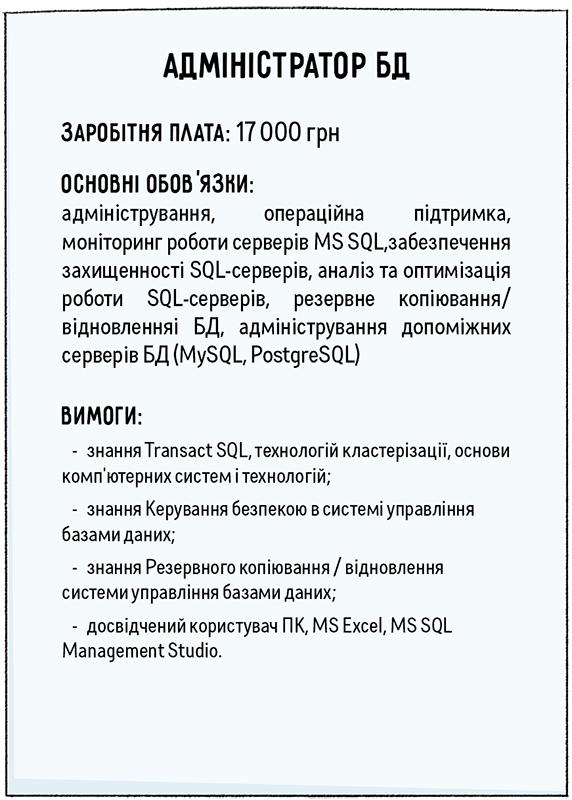 АДМІНІСТРАТОР БД
ЗАРОБІТНЯ ПЛАТА: 17 000 грн
ОСНОВНІ ОБОВ'ЯЗКИ:
адміністрування, операційна підтримка,
моніторинг роботи серверів MS SQL,забезпечення
захищенності SQL-серверів, аналіз та оптимізація
роботи SQL-серверів, резервне копіювання/
відновленняі БД, адміністрування допоміжних
серверів БД (MySQL, PostgreSQL)
ВИМОГИ:
- знання Transact SQL, технологій кластерізації, основи
комп'ютерних систем і технологій;
- знання Керування безпекою в системі управління
базами даних;
- знання Резервного копіювання / відновлення
системи управління базами даних;
- досвідчений користувач ПК, MS Excel, MS SQL
Management Studio.